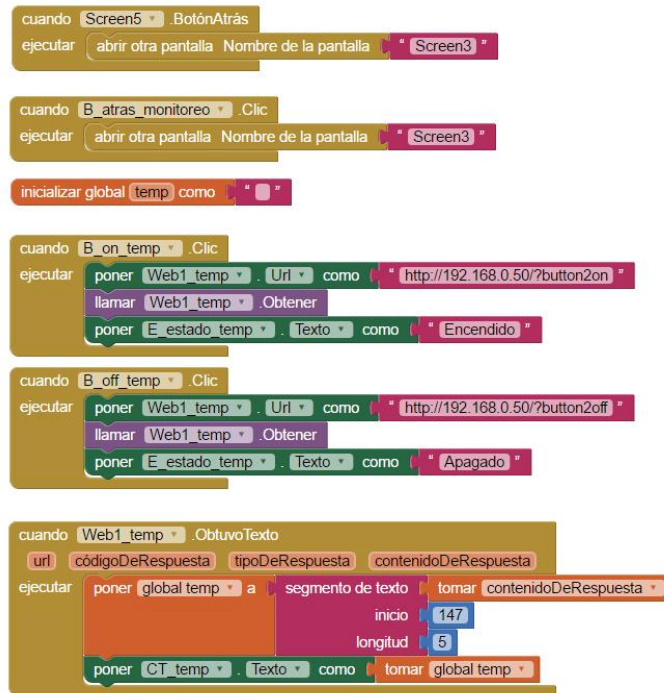 cuando Screen5 .BotónAtrás
ejecutar abrir otra pantalla Nombre de la pantalla " Screen3 "
cuando B_atras_monitoreo .Clic
ejecutar abrir otra pantalla Nombre de la pantalla " Screen3 "
inicializar global temp como " "
cuando B_on_temp .Clic
ejecutar poner Web1_temp . Url como " http://192.168.0.50/?button2on "
llamar Web1_temp .Obtener
poner E_estado_temp . Texto como " Encendido "
cuando B_off_temp .Clic
ejecutar poner Web1_temp . Url como " http://192.168.0.50/?button2off "
llamar Web1_temp .Obtener
poner E_estado_temp . Texto como " Apagado "
cuando Web1_temp .ObtuvoTexto
url códigoDeRespuesta tipoDeRespuesta contenidoDeRespuesta
ejecutar poner global temp a segmento de texto tomar contenidoDeRespuesta
inicio 147
longitud 5
poner CT_temp . Texto como tomar global temp